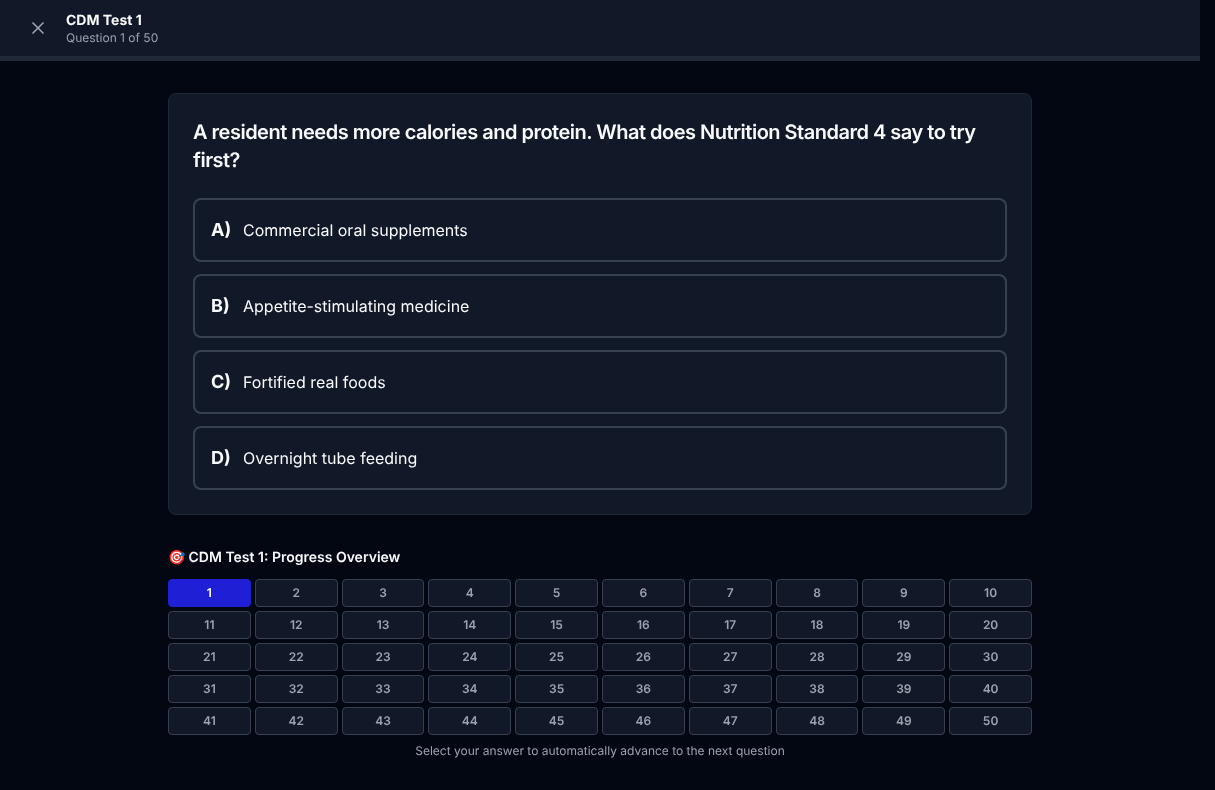 CDM Test 1
Question 1 of 50
A resident needs more calories and protein. What does Nutrition Standard 4 say to try
first?
A) Commercial oral supplements
B) Appetite-stimulating medicine
C) Fortified real foods
D) Overnight tube feeding
🎯 CDM Test 1: Progress Overview
1 2 3 4 5 6 7 8 9 10
11 12 13 14 15 16 17 18 19 20
21 22 23 24 25 26 27 28 29 30
31 32 33 34 35 36 37 38 39 40
41 42 43 44 45 46 47 48 49 50
Select your answer to automatically advance to the next question